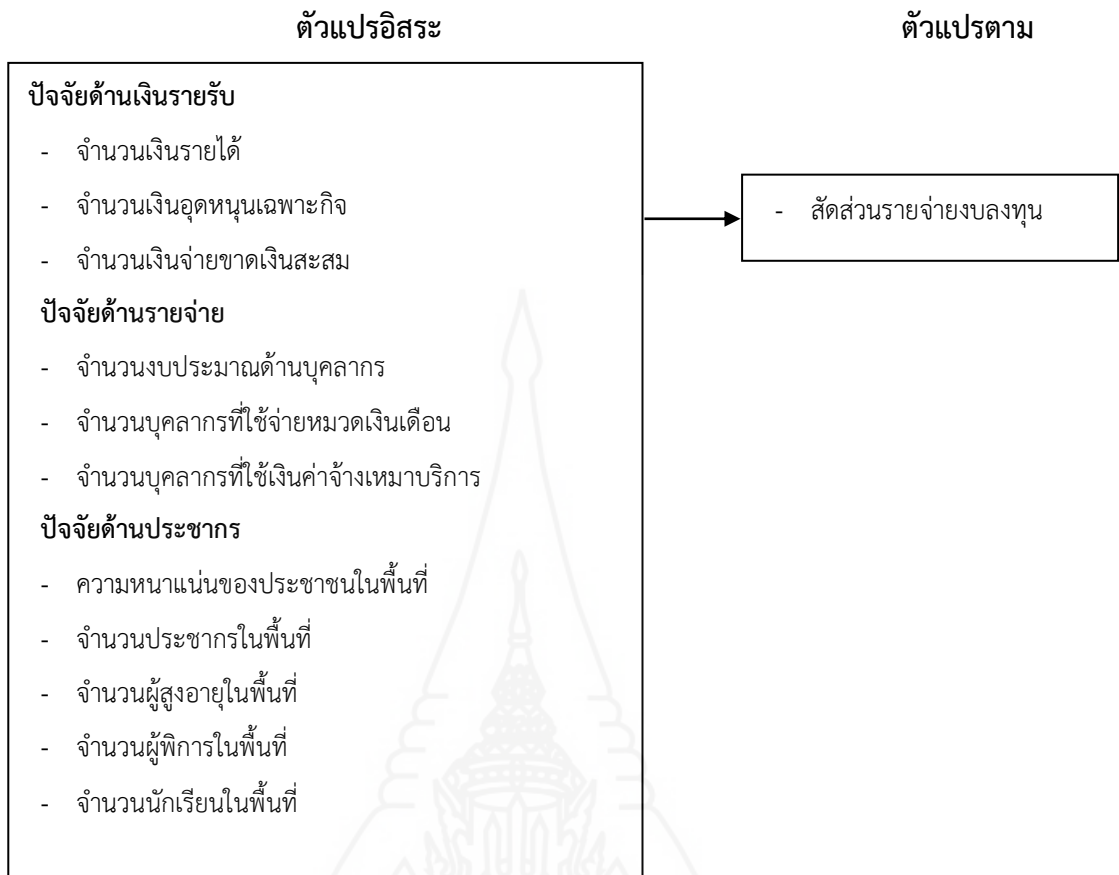 ตัวแปรอิสระ
ตัวแปรตาม
ปัจจัยด้านเงินรายรับ
- จำนวนเงินรายได้
- จำนวนเงินอุดหนุนเฉพาะกิจ
- จำนวนเงินจ่ายขาดเงินสะสม
ปัจจัยด้านรายจ่าย
- จำนวนงบประมาณด้านบุคลากร
- จำนวนบุคลากรที่ใช้จ่ายหมวดเงินเดือน
- จำนวนบุคลากรที่ใช้เงินค่าจ้างเหมาบริการ
ปัจจัยด้านประชากร
- ความหนาแน่นของประชาชนในพื้นที่
- จำนวนประชากรในพื้นที่
- จำนวนผู้สูงอายุในพื้นที่
- จำนวนผู้พิการในพื้นที่
- จำนวนนักเรียนในพื้นที่
- สัดส่วนรายจ่ายงบลงทุน